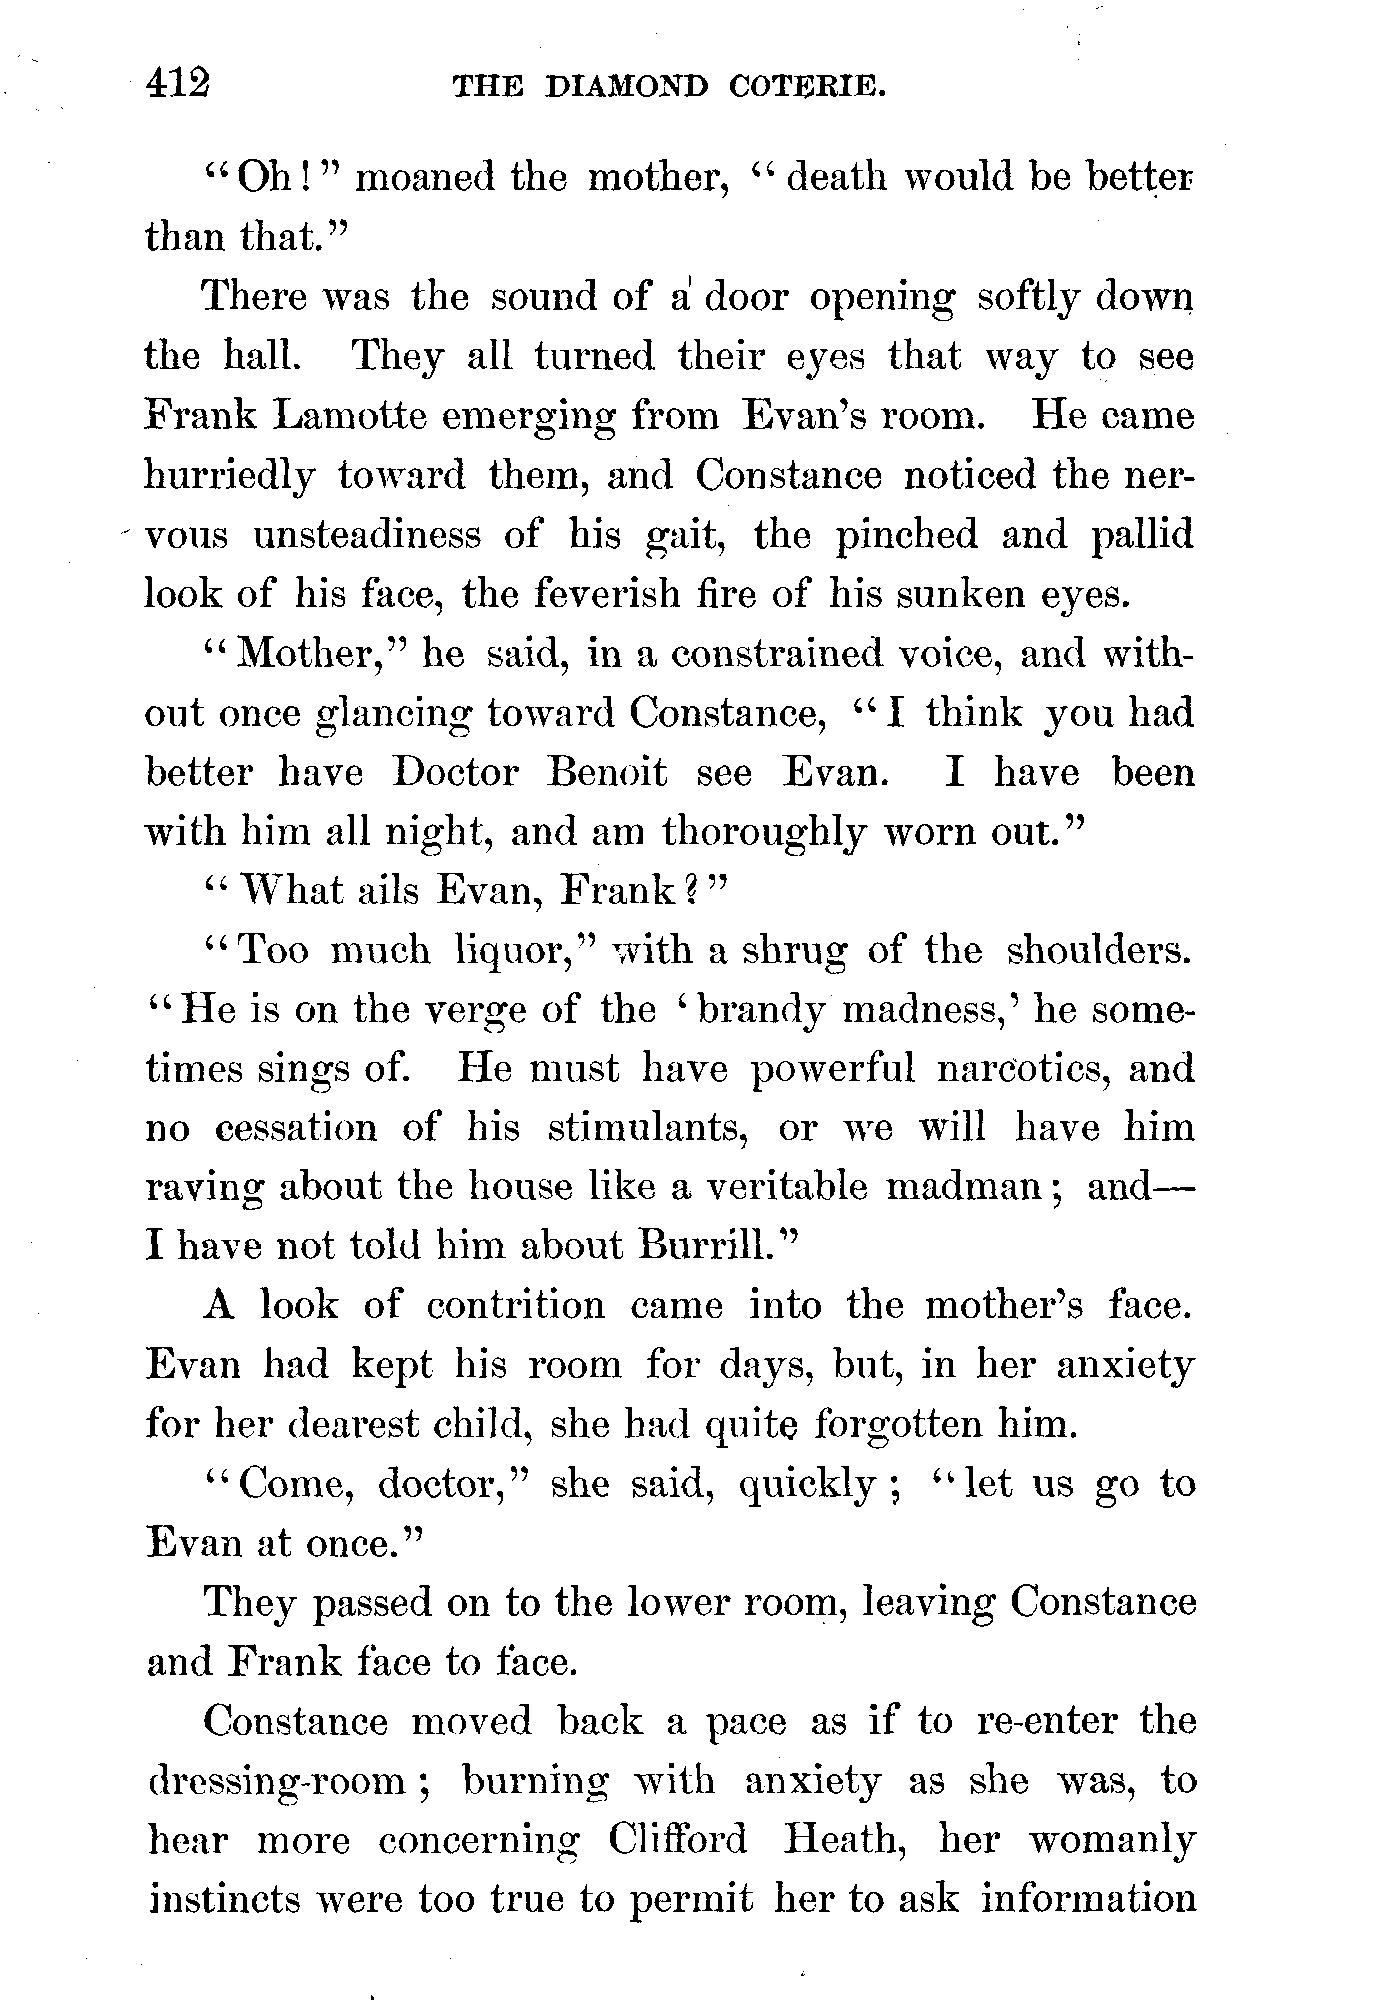 412 THE DIAMOND COTERIE.
"Oh!" moaned the mother, "death would be better
than that."
There was the sound of a door opening softly down
the hall. They all turned their eyes that way to see
Frank Lamotte emerging from Evan's room. He came
hurriedly toward them, and Constance noticed the ner-
vous unsteadiness of his gait, the pinched and pallid
look of his face, the feverish fire of his sunken eyes.
"Mother," he said, in a constrained voice, and with-
out once glancing toward Constance, "I think you had
better have Doctor Benoit see Evan. I have been
with him all night, and am thoroughly worn out."
"What ails Evan, Frank?"
"Too much liquor," with a shrug of the shoulders.
"He is on the verge of the 'brandy madness,' he some-
times sings of. He must have powerful narcotics, and
no cessation of his stimulants, or we will have him
raving about the house like a veritable madman; and—
I have not told him about Burrill."
A look of contrition came into the mother's face.
Evan had kept his room for days, but, in her anxiety
for her dearest child, she had quite forgotten him.
"Come, doctor," she said, quickly; "let us go to
Evan at once."
They passed on to the lower room, leaving Constance
and Frank face to face.
Constance moved back a pace as if to re-enter the
dressing-room; burning with anxiety as she was, to
hear more concerning Clifford Heath, her womanly
instincts were too true to permit her to ask information